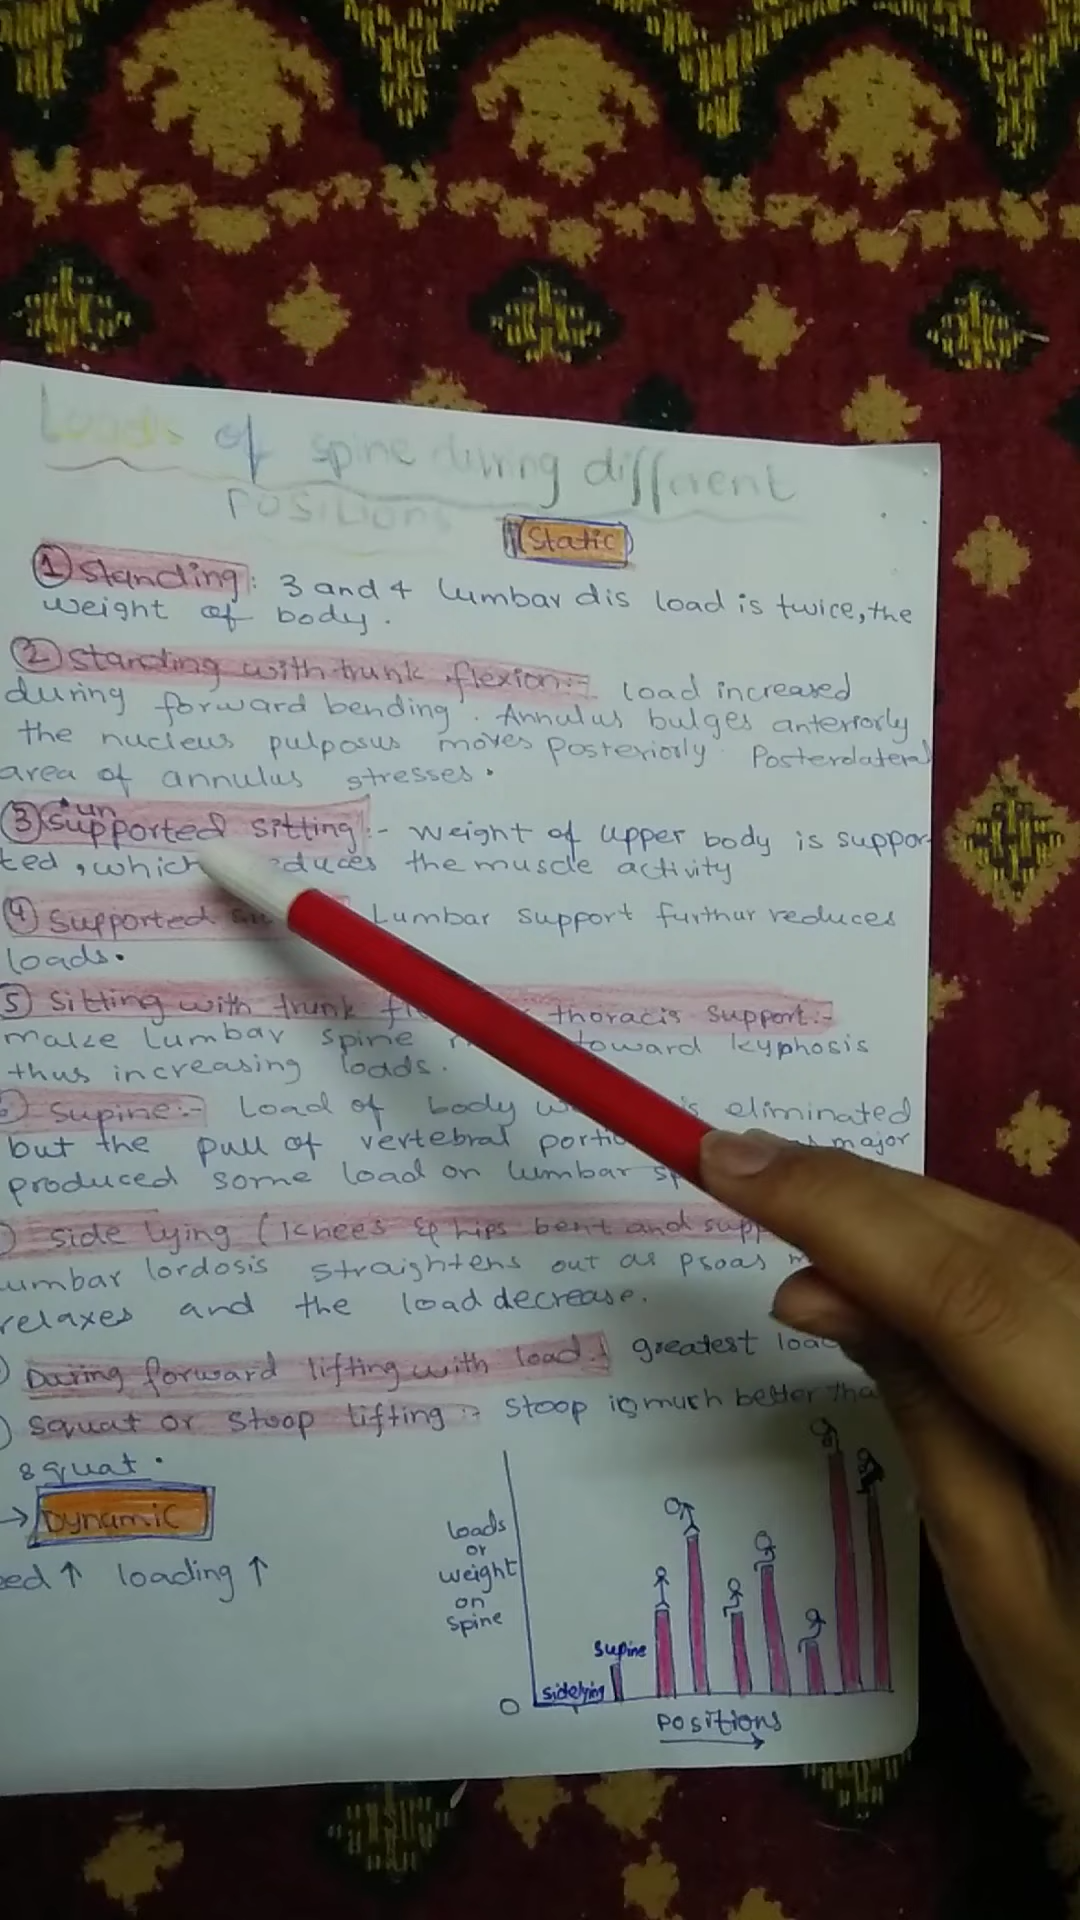 Loads of spine during different
Positions
Static
① Standing: 3 and 4 lumbar dis load is twice, the
weight of body.
② Standing with trunk flexion:- Load increased
during forward bending. Annulus bulges anteriorly
the nucleus pulposus moves Posteriorly. Posterolateral
area of annulus stresses.
un
③ Supported sitting:- weight of upper body is suppor-
ted, which the muscle activity
④ Supported Lumbar support furthur reduces
loads.
⑤ Sitting with trunk thoracis support:-
make lumbar spine toward kyphosis
thus increasing loads.
Supine:- Load of body eliminated
but the pull of vertebral major
produced some load on lumbar
side lying (knees & hips bent and
lumbar lordosis straightens out as psoas
relaxes and the load decrease.
During forward lifting with load: greatest
squat or stoop lifting:- stoop is much better
squat.
→ Dynamic
↑ loading ↑
Loads
or
weight
on
spine
supine
sidelying
0
Positions